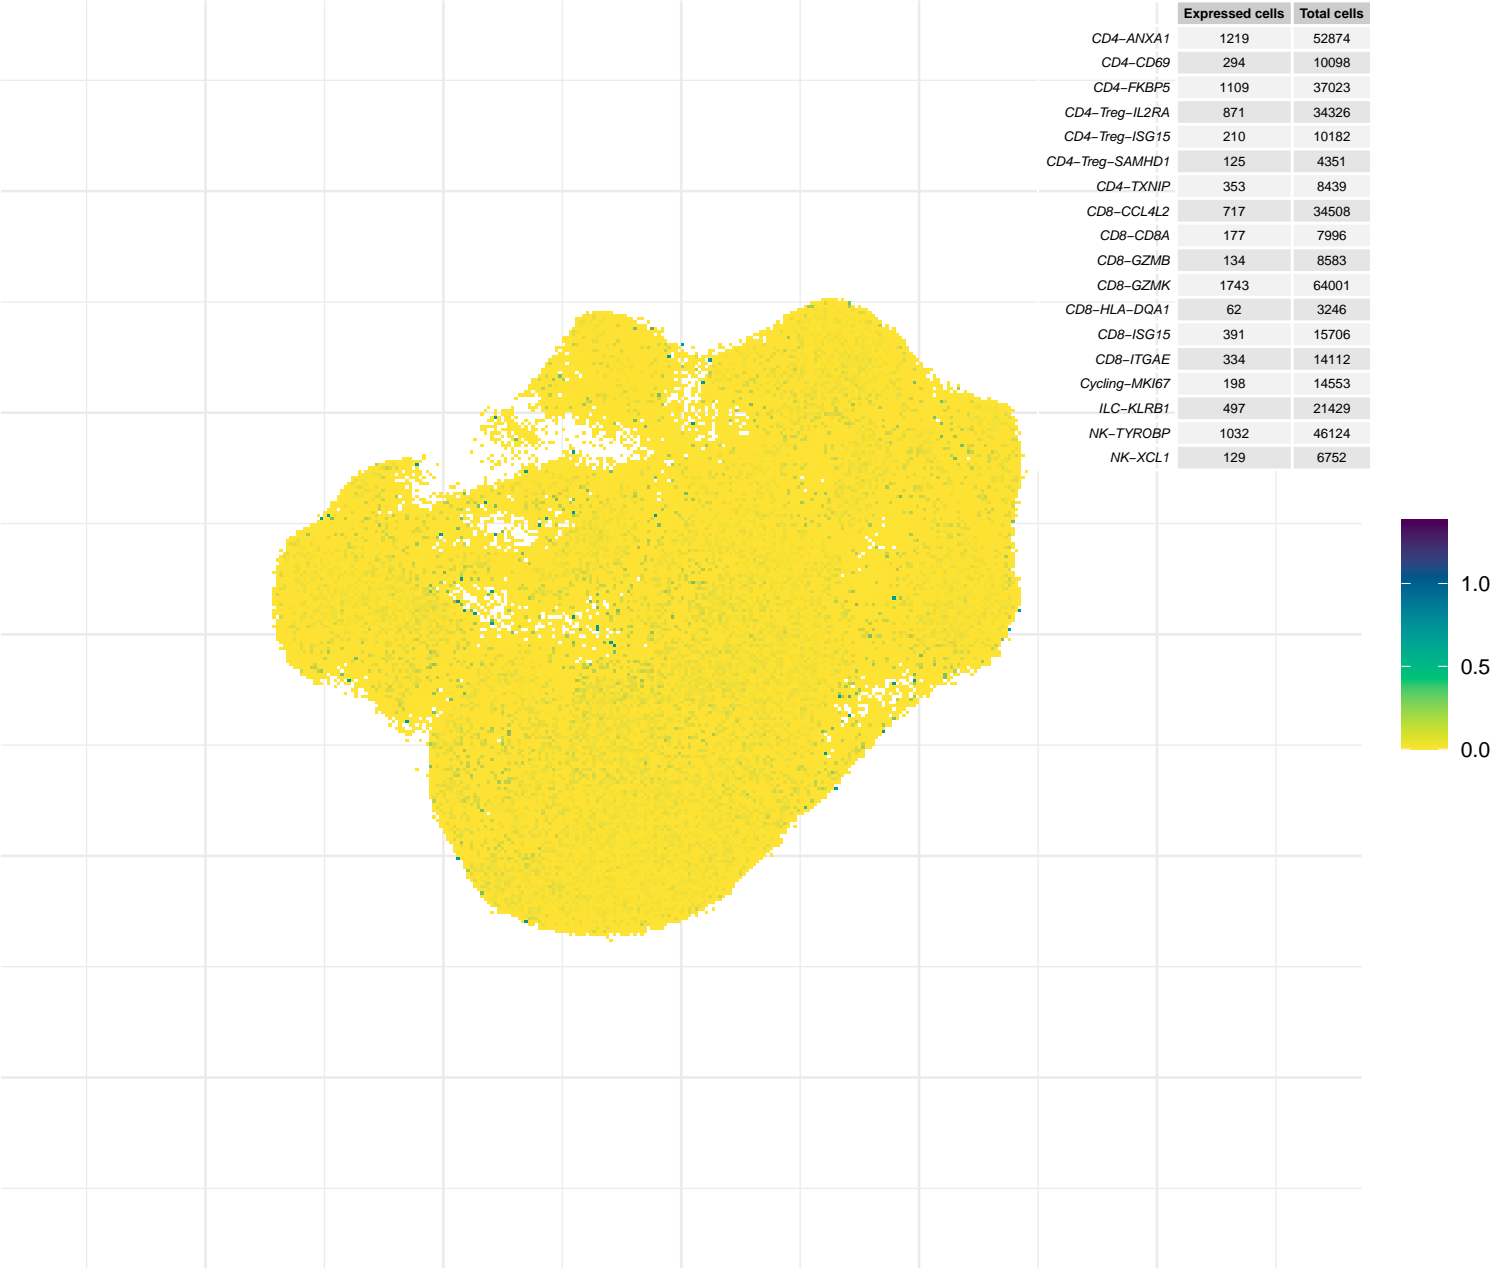 Expressed cells Total cells
CD4−ANXA1 1219 52874
CD4−CD69 294 10098
CD4−FKBP5 1109 37023
CD4−Treg−IL2RA 871 34326
CD4−Treg−ISG15 210 10182
CD4−Treg−SAMHD1 125 4351
CD4−TXNIP 353 8439
CD8−CCL4L2 717 34508
CD8−CD8A 177 7996
CD8−GZMB 134 8583
CD8−GZMK 1743 64001
CD8−HLA−DQA1 62 3246
CD8−ISG15 391 15706
CD8−ITGAE 334 14112
Cycling−MKI67 198 14553
ILC−KLRB1 497 21429
NK−TYROBP 1032 46124
NK−XCL1 129 6752
1.0
0.5
0.0